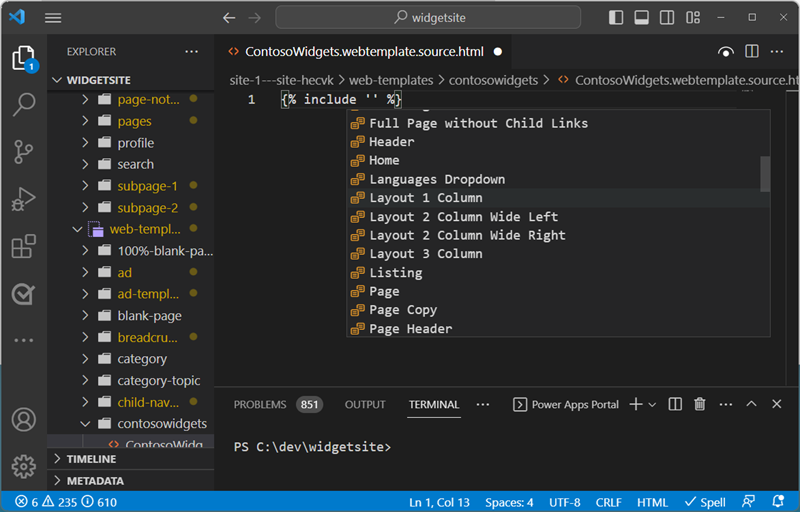 widgetsite
EXPLORER
ContosoWidgets.webtemplate.source.html
1
WIDGETSITE
site-1---site-hecvk > web-templates > contosowidgets > ContosoWidgets.webtemplate.source.ht
page-not...
pages
profile
search
subpage-1
subpage-2
web-templ...
100%-blank-pa...
ad
ad-templ...
blank-page
breadcru...
category
category-topic
child-nav...
contosowidgets
ContosoWidg
TIMELINE
METADATA
1 {% include '' %}
Full Page without Child Links
Header
Home
Languages Dropdown
Layout 1 Column
Layout 2 Column Wide Left
Layout 2 Column Wide Right
Layout 3 Column
Listing
Page
Page Copy
Page Header
PROBLEMS 851 OUTPUT TERMINAL Power Apps Portal
PS C:\dev\widgetsite>
6 235 610 Ln 1, Col 13 Spaces: 4 UTF-8 CRLF HTML Spell